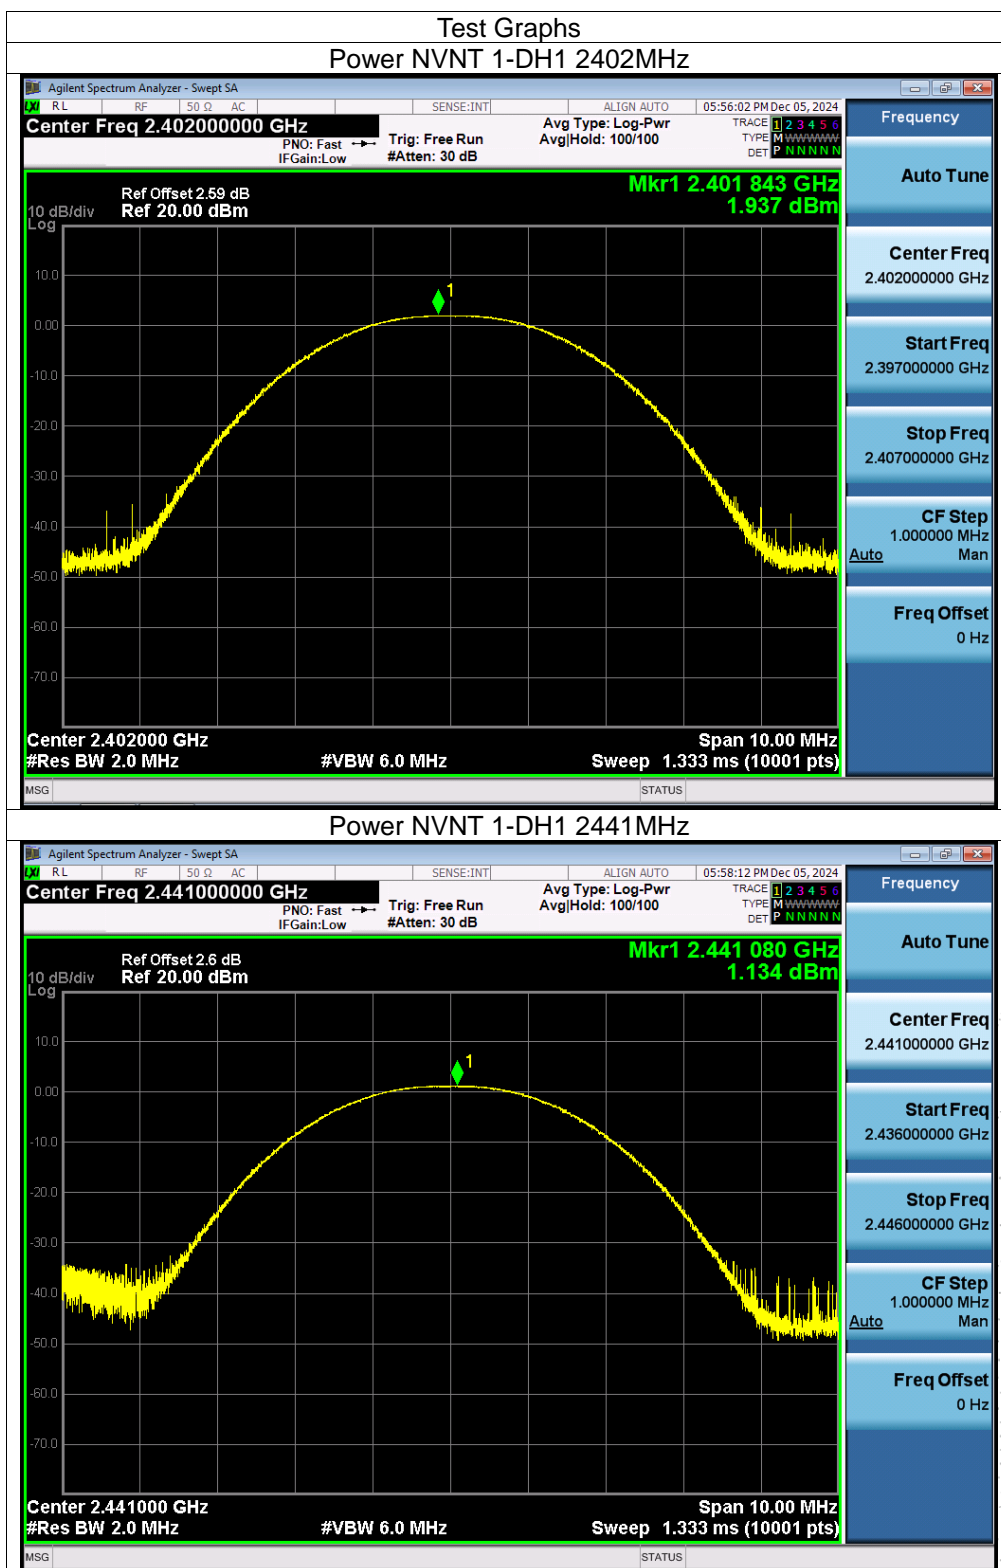 Test Graphs
Power NVNT 1-DH1 2402MHz
Agilent Spectrum Analyzer - Swept SA
LXI RL RF 50 Ω AC SENSE:INT ALIGN AUTO 05:56:02 PM Dec 05, 2024
Center Freq 2.402000000 GHz
PNO: Fast
IFGain:Low
Trig: Free Run
#Atten: 30 dB
Avg Type: Log-Pwr
Avg|Hold: 100/100
TRACE 1 2 3 4 5 6
TYPE M WWWWW
DET P N N N N N
Frequency
Mkr1 2.401 843 GHz
1.937 dBm
Ref Offset 2.59 dB
10 dB/div Ref 20.00 dBm
Log
10.0
0.00
-10.0
-20.0
-30.0
-40.0
-50.0
-60.0
-70.0
1
Center 2.402000 GHz Span 10.00 MHz
#Res BW 2.0 MHz #VBW 6.0 MHz Sweep 1.333 ms (10001 pts)
MSG STATUS
Auto Tune
Center Freq
2.402000000 GHz
Start Freq
2.397000000 GHz
Stop Freq
2.407000000 GHz
CF Step
1.000000 MHz
Auto Man
Freq Offset
0 Hz
Power NVNT 1-DH1 2441MHz
Agilent Spectrum Analyzer - Swept SA
LXI RL RF 50 Ω AC SENSE:INT ALIGN AUTO 05:58:12 PM Dec 05, 2024
Center Freq 2.441000000 GHz
PNO: Fast
IFGain:Low
Trig: Free Run
#Atten: 30 dB
Avg Type: Log-Pwr
Avg|Hold: 100/100
TRACE 1 2 3 4 5 6
TYPE M WWWWW
DET P N N N N N
Frequency
Mkr1 2.441 080 GHz
1.134 dBm
Ref Offset 2.6 dB
10 dB/div Ref 20.00 dBm
Log
10.0
0.00
-10.0
-20.0
-30.0
-40.0
-50.0
-60.0
-70.0
1
Center 2.441000 GHz Span 10.00 MHz
#Res BW 2.0 MHz #VBW 6.0 MHz Sweep 1.333 ms (10001 pts)
MSG STATUS
Auto Tune
Center Freq
2.441000000 GHz
Start Freq
2.436000000 GHz
Stop Freq
2.446000000 GHz
CF Step
1.000000 MHz
Auto Man
Freq Offset
0 Hz